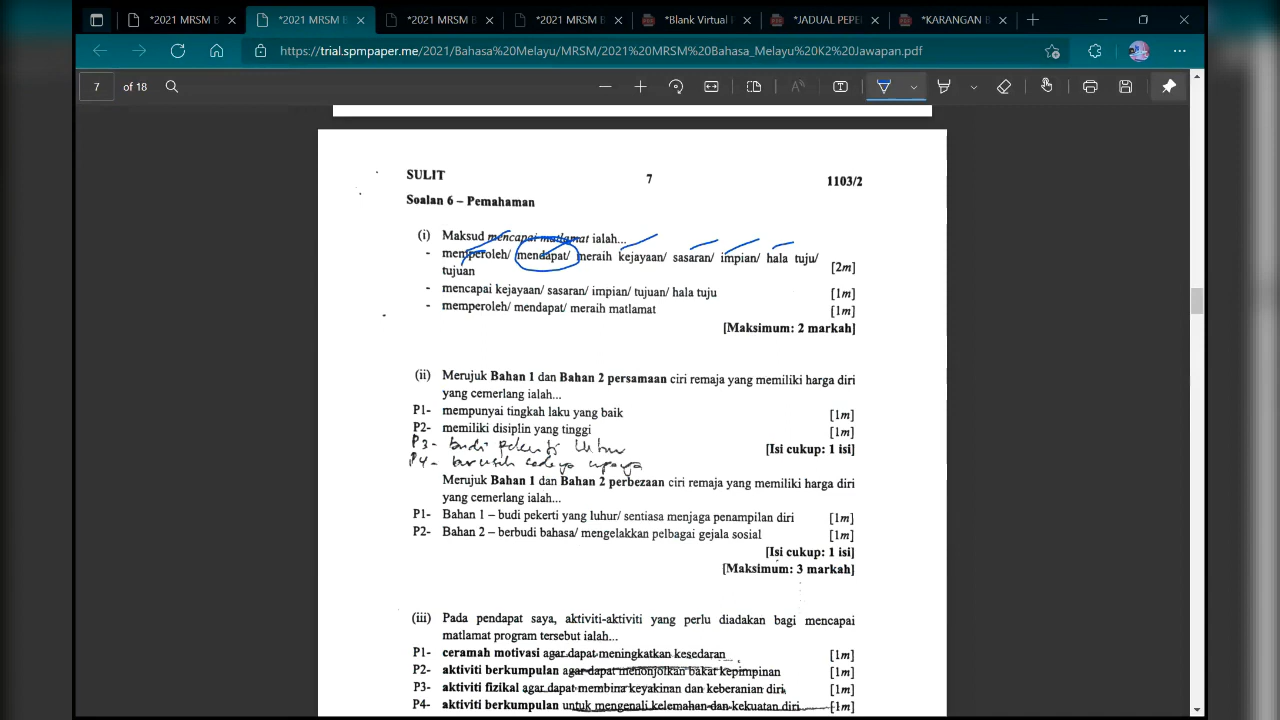 *2021 MRSM B
*2021 MRSM B
*2021 MRSM B
*2021 MRSM B
*Blank Virtual F
*JADUAL PEPE
*KARANGAN B
https://trial.spmpaper.me/2021/Bahasa%20Melayu/MRSM/2021%20MRSM%20Bahasa_Melayu%20K2%20Jawapan.pdf
7 of 18
SULIT 7 1103/2
Soalan 6 – Pemahaman
(i) Maksud mencapai matlamat ialah...
- memperoleh/ mendapat/ meraih kejayaan/ sasaran/ impian/ hala tuju/ [2m]
tujuan
- mencapai kejayaan/ sasaran/ impian/ tujuan/ hala tuju [1m]
- memperoleh/ mendapat/ meraih matlamat [1m]
[Maksimum: 2 markah]
(ii) Merujuk Bahan 1 dan Bahan 2 persamaan ciri remaja yang memiliki harga diri
yang cemerlang ialah...
P1- mempunyai tingkah laku yang baik [1m]
P2- memiliki disiplin yang tinggi [1m]
P3- budi pekerti luhur
[Isi cukup: 1 isi]
P4- berusaha upaya
Merujuk Bahan 1 dan Bahan 2 perbezaan ciri remaja yang memiliki harga diri
yang cemerlang ialah...
P1- Bahan 1 – budi pekerti yang luhur/ sentiasa menjaga penampilan diri [1m]
P2- Bahan 2 – berbudi bahasa/ mengelakkan pelbagai gejala sosial [1m]
[Isi cukup: 1 isi]
[Maksimum: 3 markah]
(iii) Pada pendapat saya, aktiviti-aktiviti yang perlu diadakan bagi mencapai
matlamat program tersebut ialah...
P1- ceramah motivasi agar dapat meningkatkan kesedaran [1m]
P2- aktiviti berkumpulan agar dapat menonjolkan bakat kepimpinan [1m]
P3- aktiviti fizikal agar dapat membina keyakinan dan keberanian diri [1m]
P4- aktiviti berkumpulan untuk mengenali kelemahan dan kekuatan diri [1m]